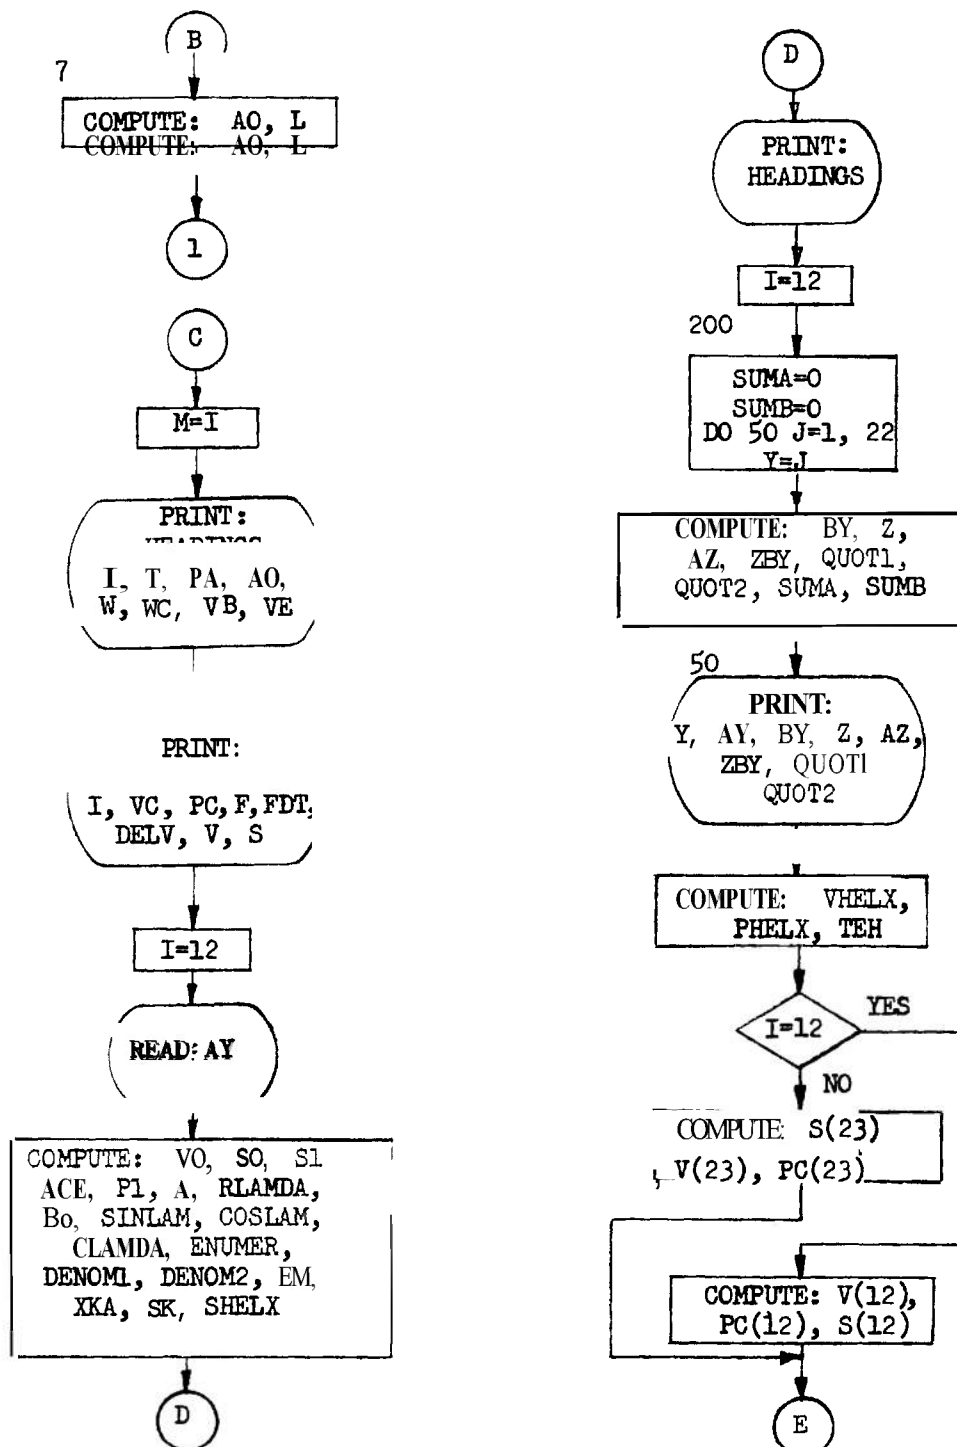 B
7
COMPUTE: AO, L
COMPUTE: AO, L
1
C
M=I
PRINT:
HEADINGS
I, T, PA, AO,
W, WC, VB, VE
PRINT:
I, VC, PC, F, FDT,
DELV, V, S
I=12
READ: AY
COMPUTE: VO, SO, S1
ACE, P1, A, RLAMDA,
Bo, SINLAM, COSLAM,
CLAMDA, ENUMER,
DENOM1, DENOM2, EM,
XKA, SK, SHELX
D
D
PRINT:
HEADINGS
I=12
200
SUMA=0
SUMB=0
DO 50 J=1, 22
Y=J
COMPUTE: BY, Z,
AZ, ZBY, QUOT1,
QUOT2, SUMA, SUMB
50
PRINT:
Y, AY, BY, Z, AZ,
ZBY, QUOT1
QUOT2
COMPUTE: VHELX,
PHELX, TEH
I=12
YES
NO
COMPUTE: S(23)
, V(23), PC(23)
COMPUTE: V(12),
PC(12), S(12)
E